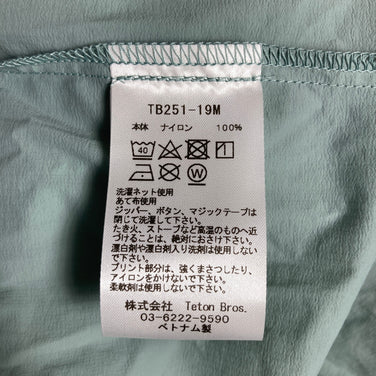 TB251-19M
本体 ナイロン 100%
40
W
洗濯ネット使用
あて布使用
ジッパー、ボタン、マジックテープは
閉じて洗濯して下さい。
たき火、ストーブなど高温のものへ近
づけることは、絶対にお避け下さい。
漂白剤や漂白剤入り洗剤は使用しない
で下さい。
プリント部分は、強くまさつしたり、
アイロンをかけないで下さい。
柔軟剤は使用しないで下さい。
株式会社 Teton Bros.
03-6222-9590
ベトナム製